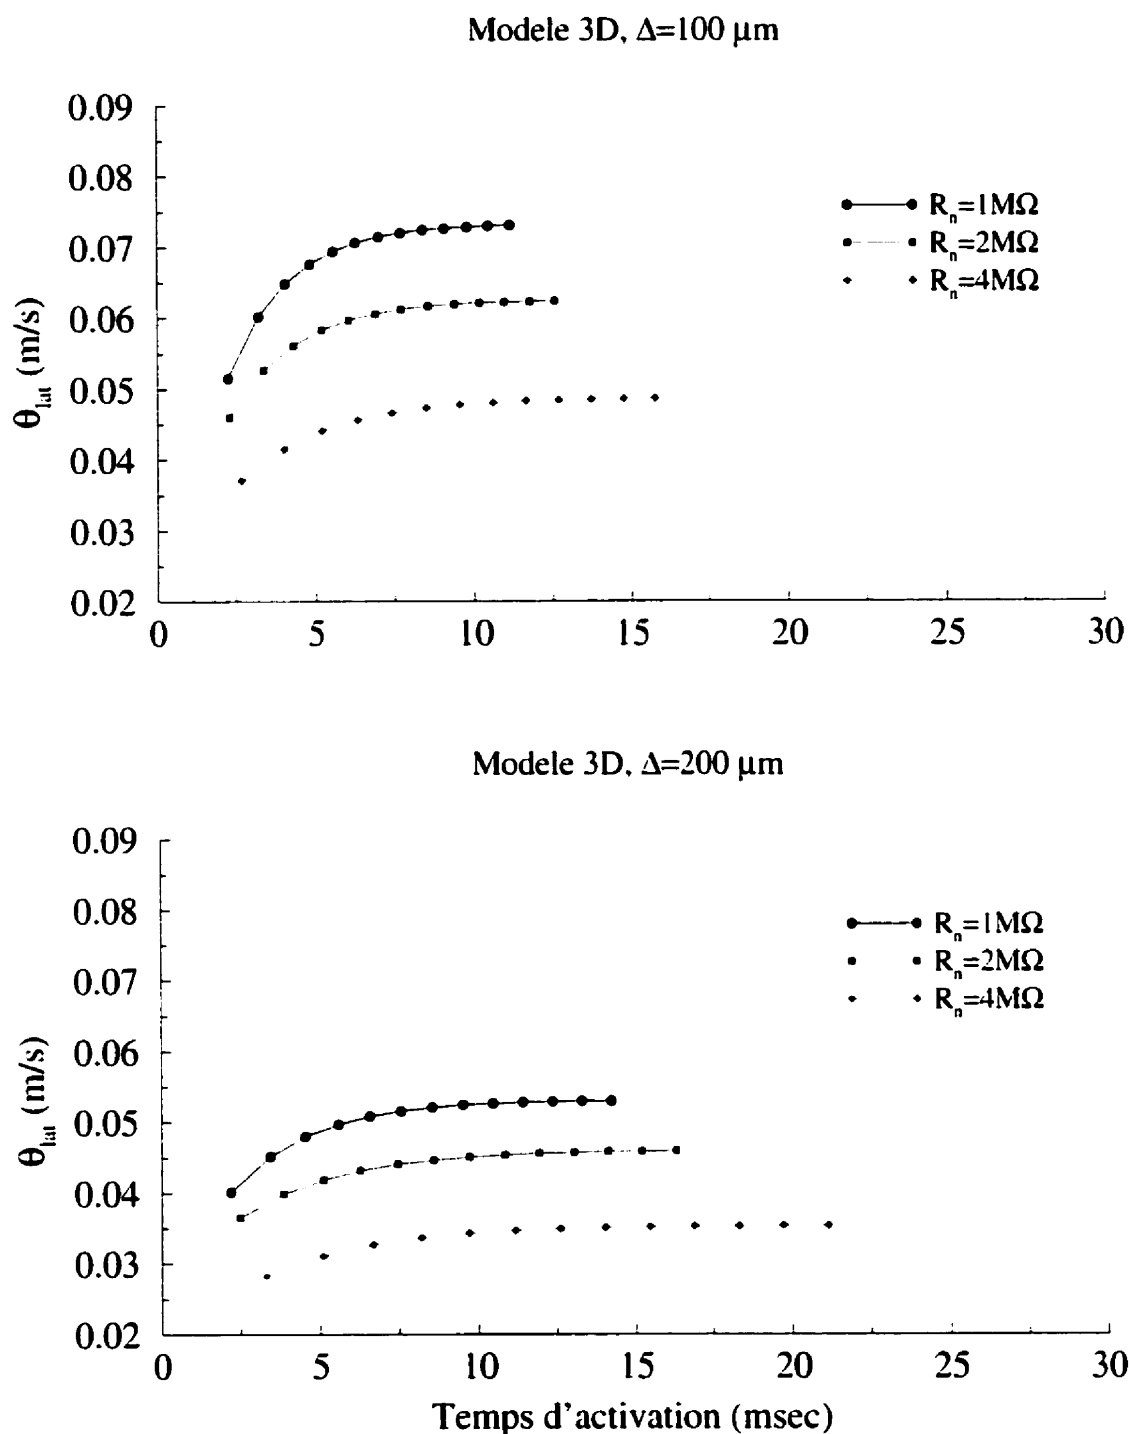 Modele 3D, Δ=100 μm
0.09
0.08
0.07
0.06
0.05
0.04
0.03
0.02
θlat (m/s)
Rn=1MΩ
Rn=2MΩ
Rn=4MΩ
0 5 10 15 20 25 30
Modele 3D, Δ=200 μm
0.09
0.08
0.07
0.06
0.05
0.04
0.03
0.02
θlat (m/s)
Rn=1MΩ
Rn=2MΩ
Rn=4MΩ
0 5 10 15 20 25 30
Temps d'activation (msec)